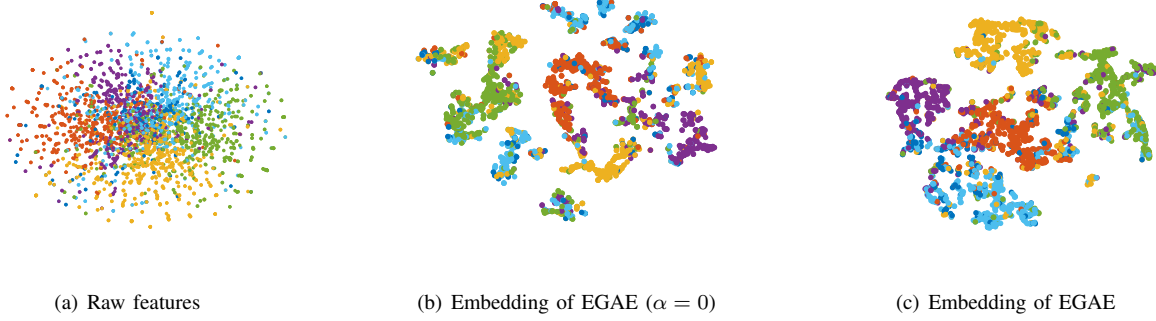 (a) Raw features
(b) Embedding of EGAE (α = 0)
(c) Embedding of EGAE